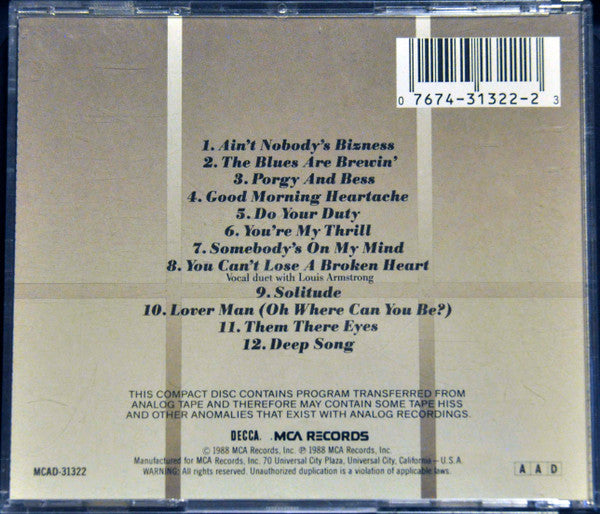 0 7674-31322-2 3
1. Ain't Nobody's Bizness
2. The Blues Are Brewin'
3. Porgy And Bess
4. Good Morning Heartache
5. Do Your Duty
6. You're My Thrill
7. Somebody's On My Mind
8. You Can't Lose A Broken Heart
Vocal duet with Louis Armstrong
9. Solitude
10. Lover Man (Oh Where Can You Be?)
11. Them There Eyes
12. Deep Song
THIS COMPACT DISC CONTAINS PROGRAM TRANSFERRED FROM
ANALOG TAPE AND THEREFORE MAY CONTAIN SOME TAPE HISS
AND OTHER ANOMALIES THAT EXIST WITH ANALOG RECORDINGS.
DECCA. MCA RECORDS
© 1988 MCA Records, Inc. ℗ 1988 MCA Records, Inc.
Manufactured for MCA Records, Inc. 70 Universal City Plaza, Universal City, California – U.S.A.
WARNING: All rights reserved. Unauthorized duplication is a violation of applicable laws.
MCAD-31322
A A D